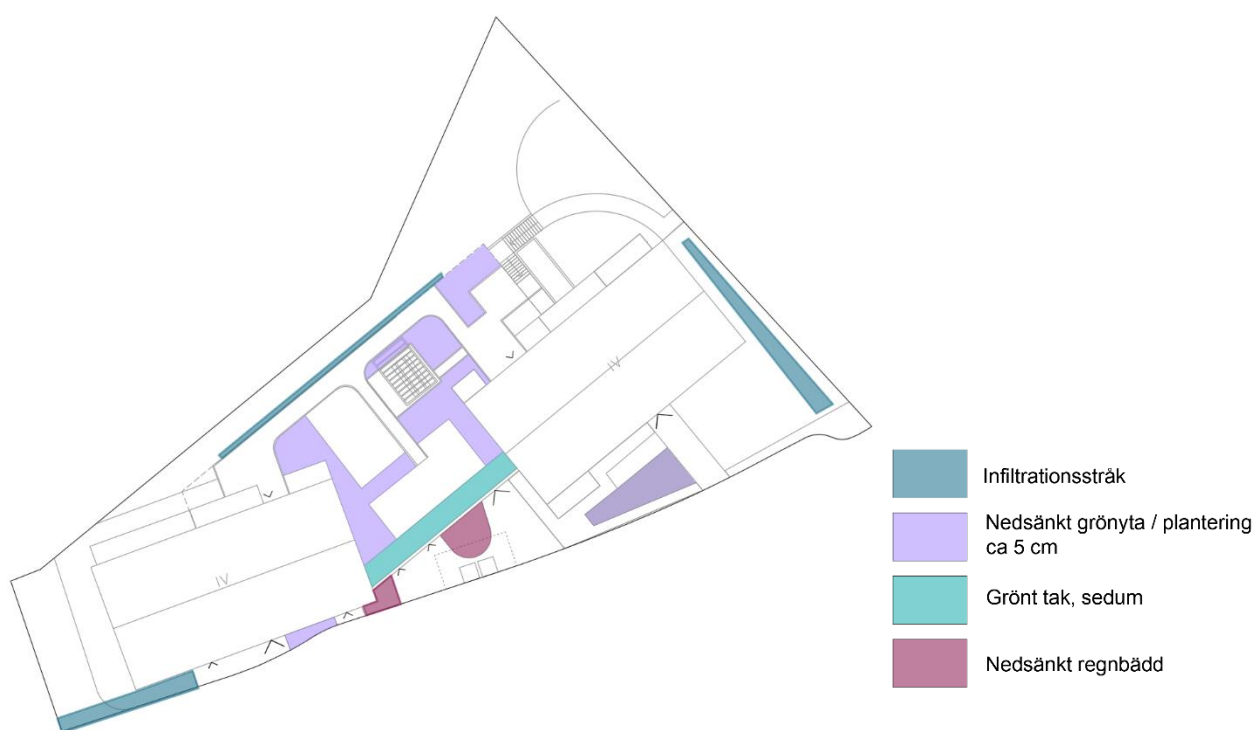 IV
IV
Infiltrationsstråk
Nedsänkt grönyta / plantering
ca 5 cm
Grönt tak, sedum
Nedsänkt regnbädd